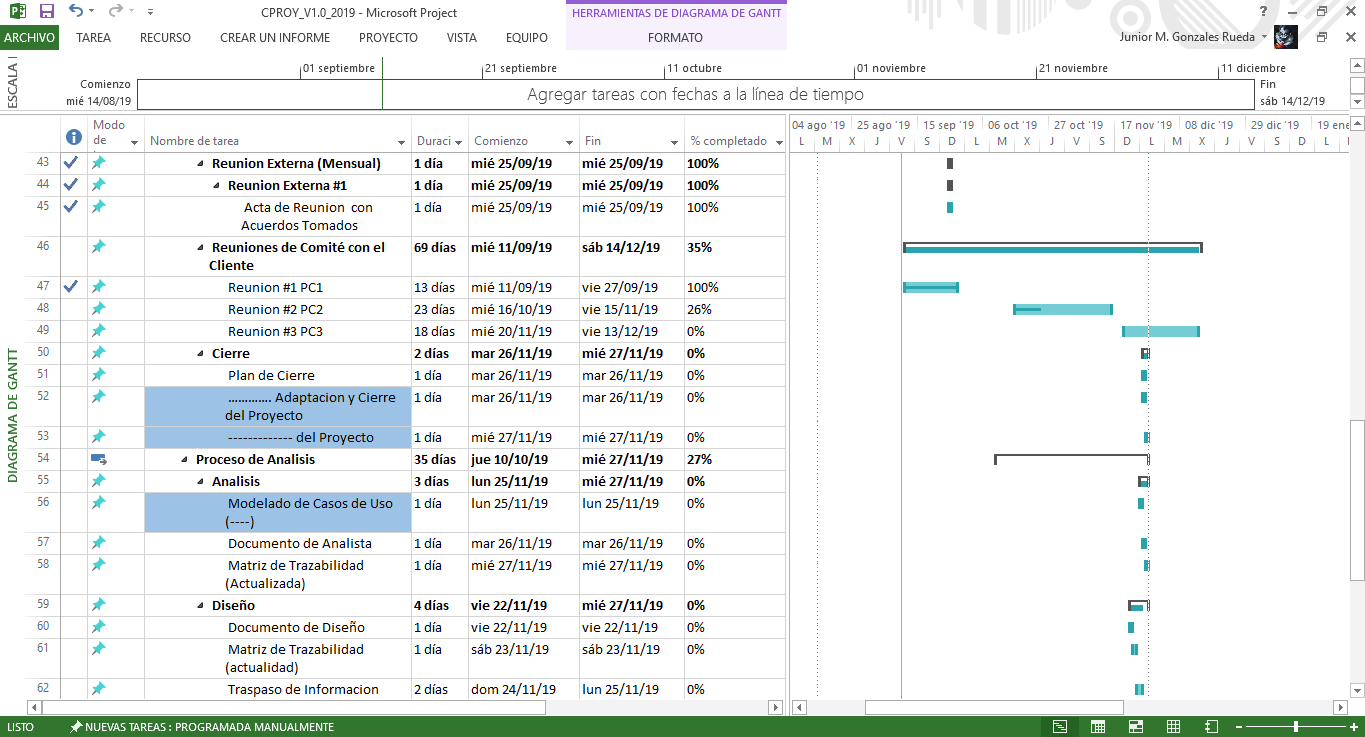 CPROY_V1.0_2019 - Microsoft Project
HERRAMIENTAS DE DIAGRAMA DE GANTT
ARCHIVO TAREA RECURSO CREAR UN INFORME PROYECTO VISTA EQUIPO FORMATO
Junior M. Gonzales Rueda
ESCALA
01 septiembre 21 septiembre 11 octubre 01 noviembre 21 noviembre 11 diciembre
Comienzo
mié 14/08/19
Agregar tareas con fechas a la línea de tiempo
Fin
sáb 14/12/19
DIAGRAMA DE GANTT
Modo de
Nombre de tarea Duraci Comienzo Fin % completado
04 ago '19 25 ago '19 15 sep '19 06 oct '19 27 oct '19 17 nov '19 08 dic '19 29 dic '19 19 ene
L M X J V S D L M X J V S D L M X J V S D L
43 Reunion Externa (Mensual) 1 día mié 25/09/19 mié 25/09/19 100%
44 Reunion Externa #1 1 día mié 25/09/19 mié 25/09/19 100%
45 Acta de Reunion con 1 día mié 25/09/19 mié 25/09/19 100%
Acuerdos Tomados
46 Reuniones de Comité con el 69 días mié 11/09/19 sáb 14/12/19 35%
Cliente
47 Reunion #1 PC1 13 días mié 11/09/19 vie 27/09/19 100%
48 Reunion #2 PC2 23 días mié 16/10/19 vie 15/11/19 26%
49 Reunion #3 PC3 18 días mié 20/11/19 vie 13/12/19 0%
50 Cierre 2 días mar 26/11/19 mié 27/11/19 0%
51 Plan de Cierre 1 día mar 26/11/19 mar 26/11/19 0%
52 ............. Adaptacion y Cierre 1 día mar 26/11/19 mar 26/11/19 0%
del Proyecto
53 ------------- del Proyecto 1 día mié 27/11/19 mié 27/11/19 0%
54 Proceso de Analisis 35 días jue 10/10/19 mié 27/11/19 27%
55 Analisis 3 días lun 25/11/19 mié 27/11/19 0%
56 Modelado de Casos de Uso 1 día lun 25/11/19 lun 25/11/19 0%
(----)
57 Documento de Analista 1 día mar 26/11/19 mar 26/11/19 0%
58 Matriz de Trazabilidad 1 día mié 27/11/19 mié 27/11/19 0%
(Actualizada)
59 Diseño 4 días vie 22/11/19 mié 27/11/19 0%
60 Documento de Diseño 1 día vie 22/11/19 vie 22/11/19 0%
61 Matriz de Trazabilidad 1 día sáb 23/11/19 sáb 23/11/19 0%
(actualidad)
62 Traspaso de Informacion 2 días dom 24/11/19 lun 25/11/19 0%
LISTO NUEVAS TAREAS : PROGRAMADA MANUALMENTE